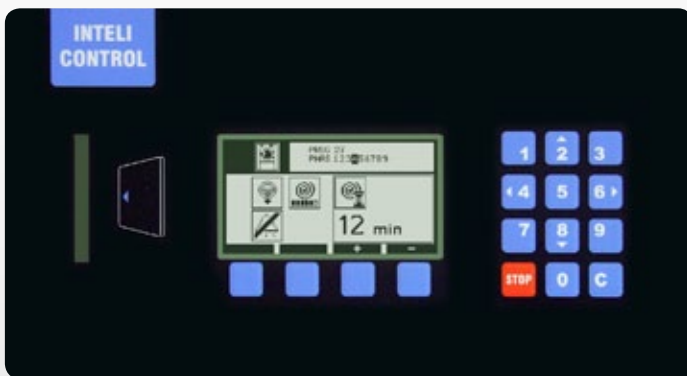 INTELI
CONTROL
12 min
+ -
1 2 3
4 5 6
7 8 9
STOP 0 C